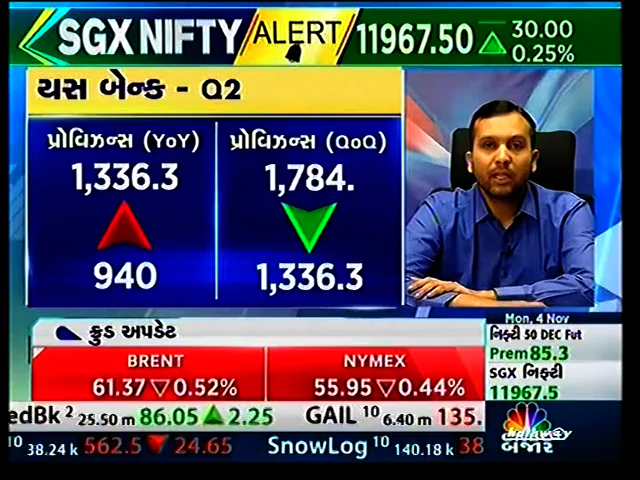 SGX NIFTY ALERT 11967.50 30.00
0.25%
યસ બેન્ક - Q2
પ્રોવિઝન્સ (YoY) પ્રોવિઝન્સ (QoQ)
1,336.3 1,784.
940 1,336.3
Mon, 4 Nov
ક્રુડ અપડેટ
નિફ્ટી 50 DEC Fut
Prem 85.3
BRENT NYMEX
SGX નિફ્ટી
61.37 0.52% 55.95 0.44%
11967.5
edBk 2 25.50 m 86.05 2.25 GAIL 10 6.40 m 135.
10 38.24 k 562.5 24.65 SnowLog 10 140.18 k 38
બજાર